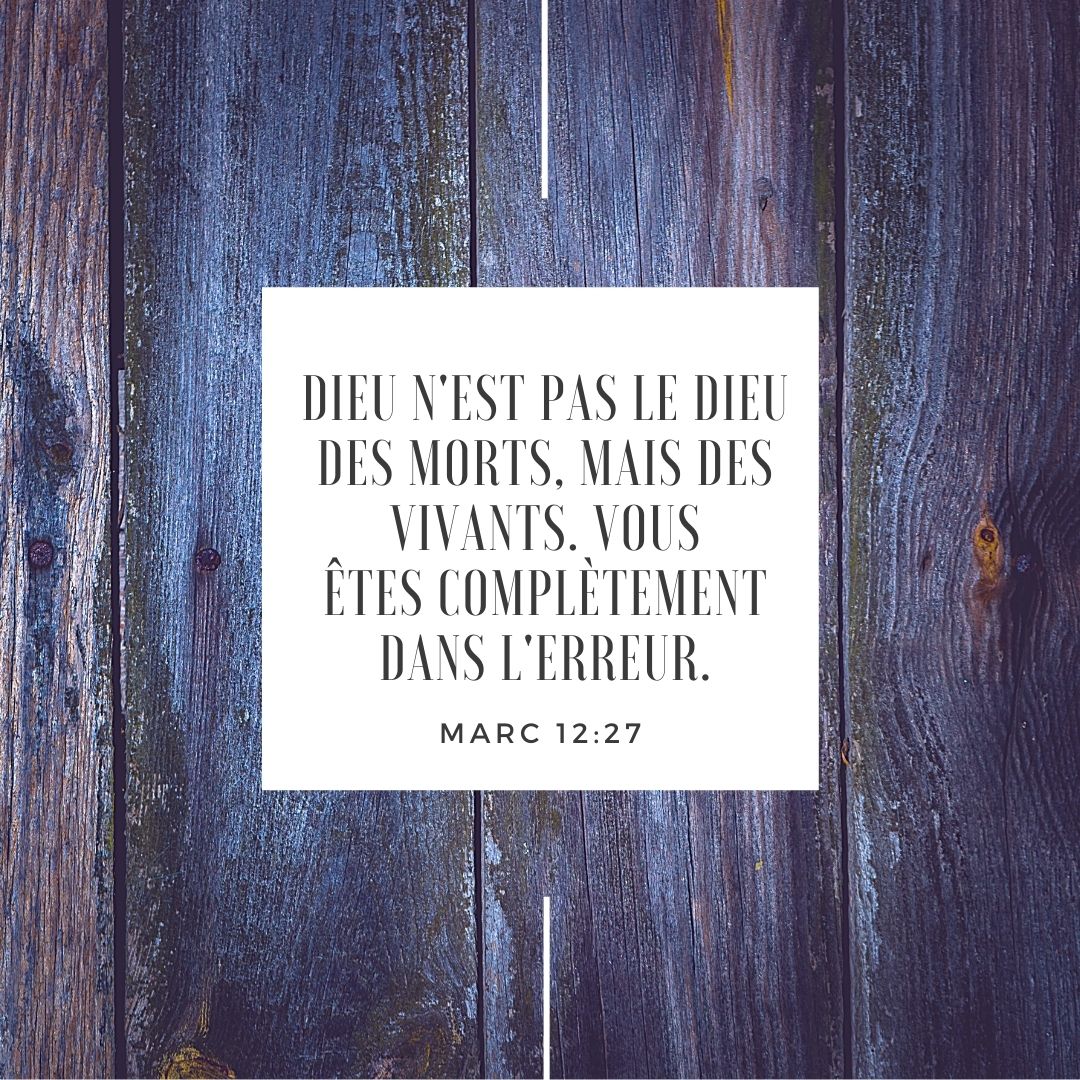 DIEU N'EST PAS LE DIEU
DES MORTS, MAIS DES
VIVANTS. VOUS
ÊTES COMPLÈTEMENT
DANS L'ERREUR.
MARC 12:27